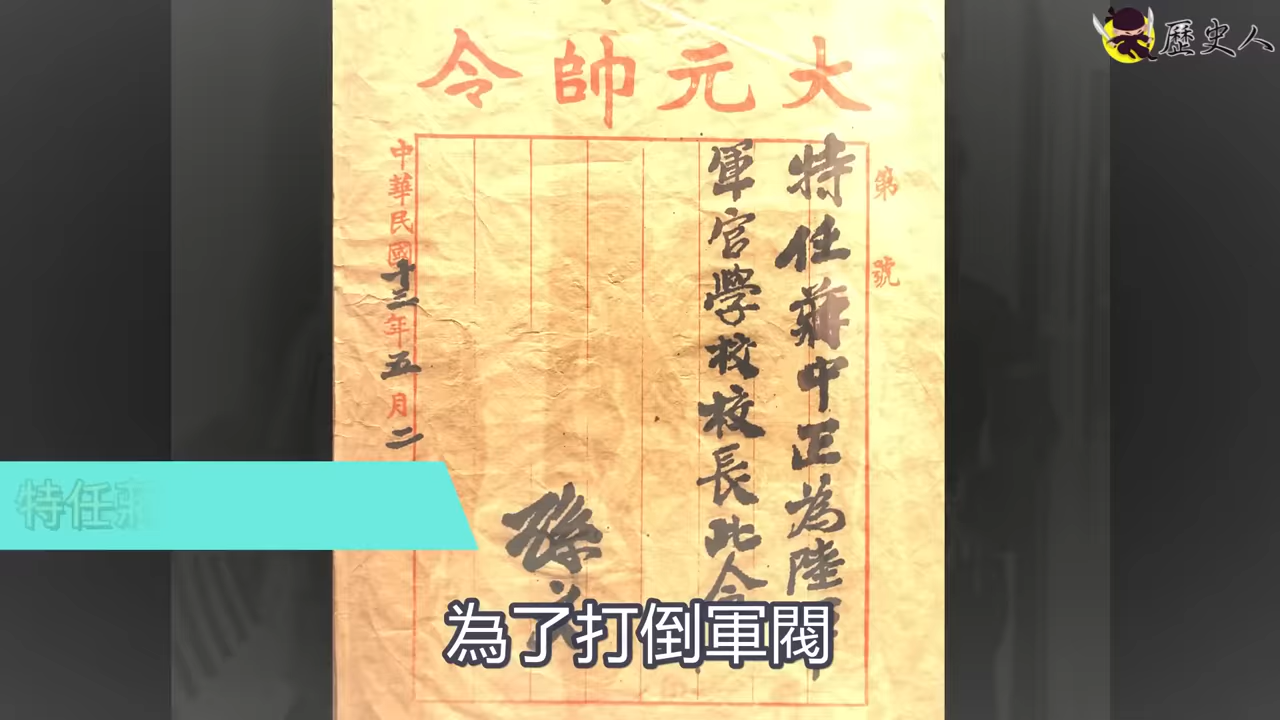 歷史人
大元帥令
第 號
特任蔣中正為陸
軍官學校校長此令
孫
中華民國十三年五月二
特任
為了打倒軍閥